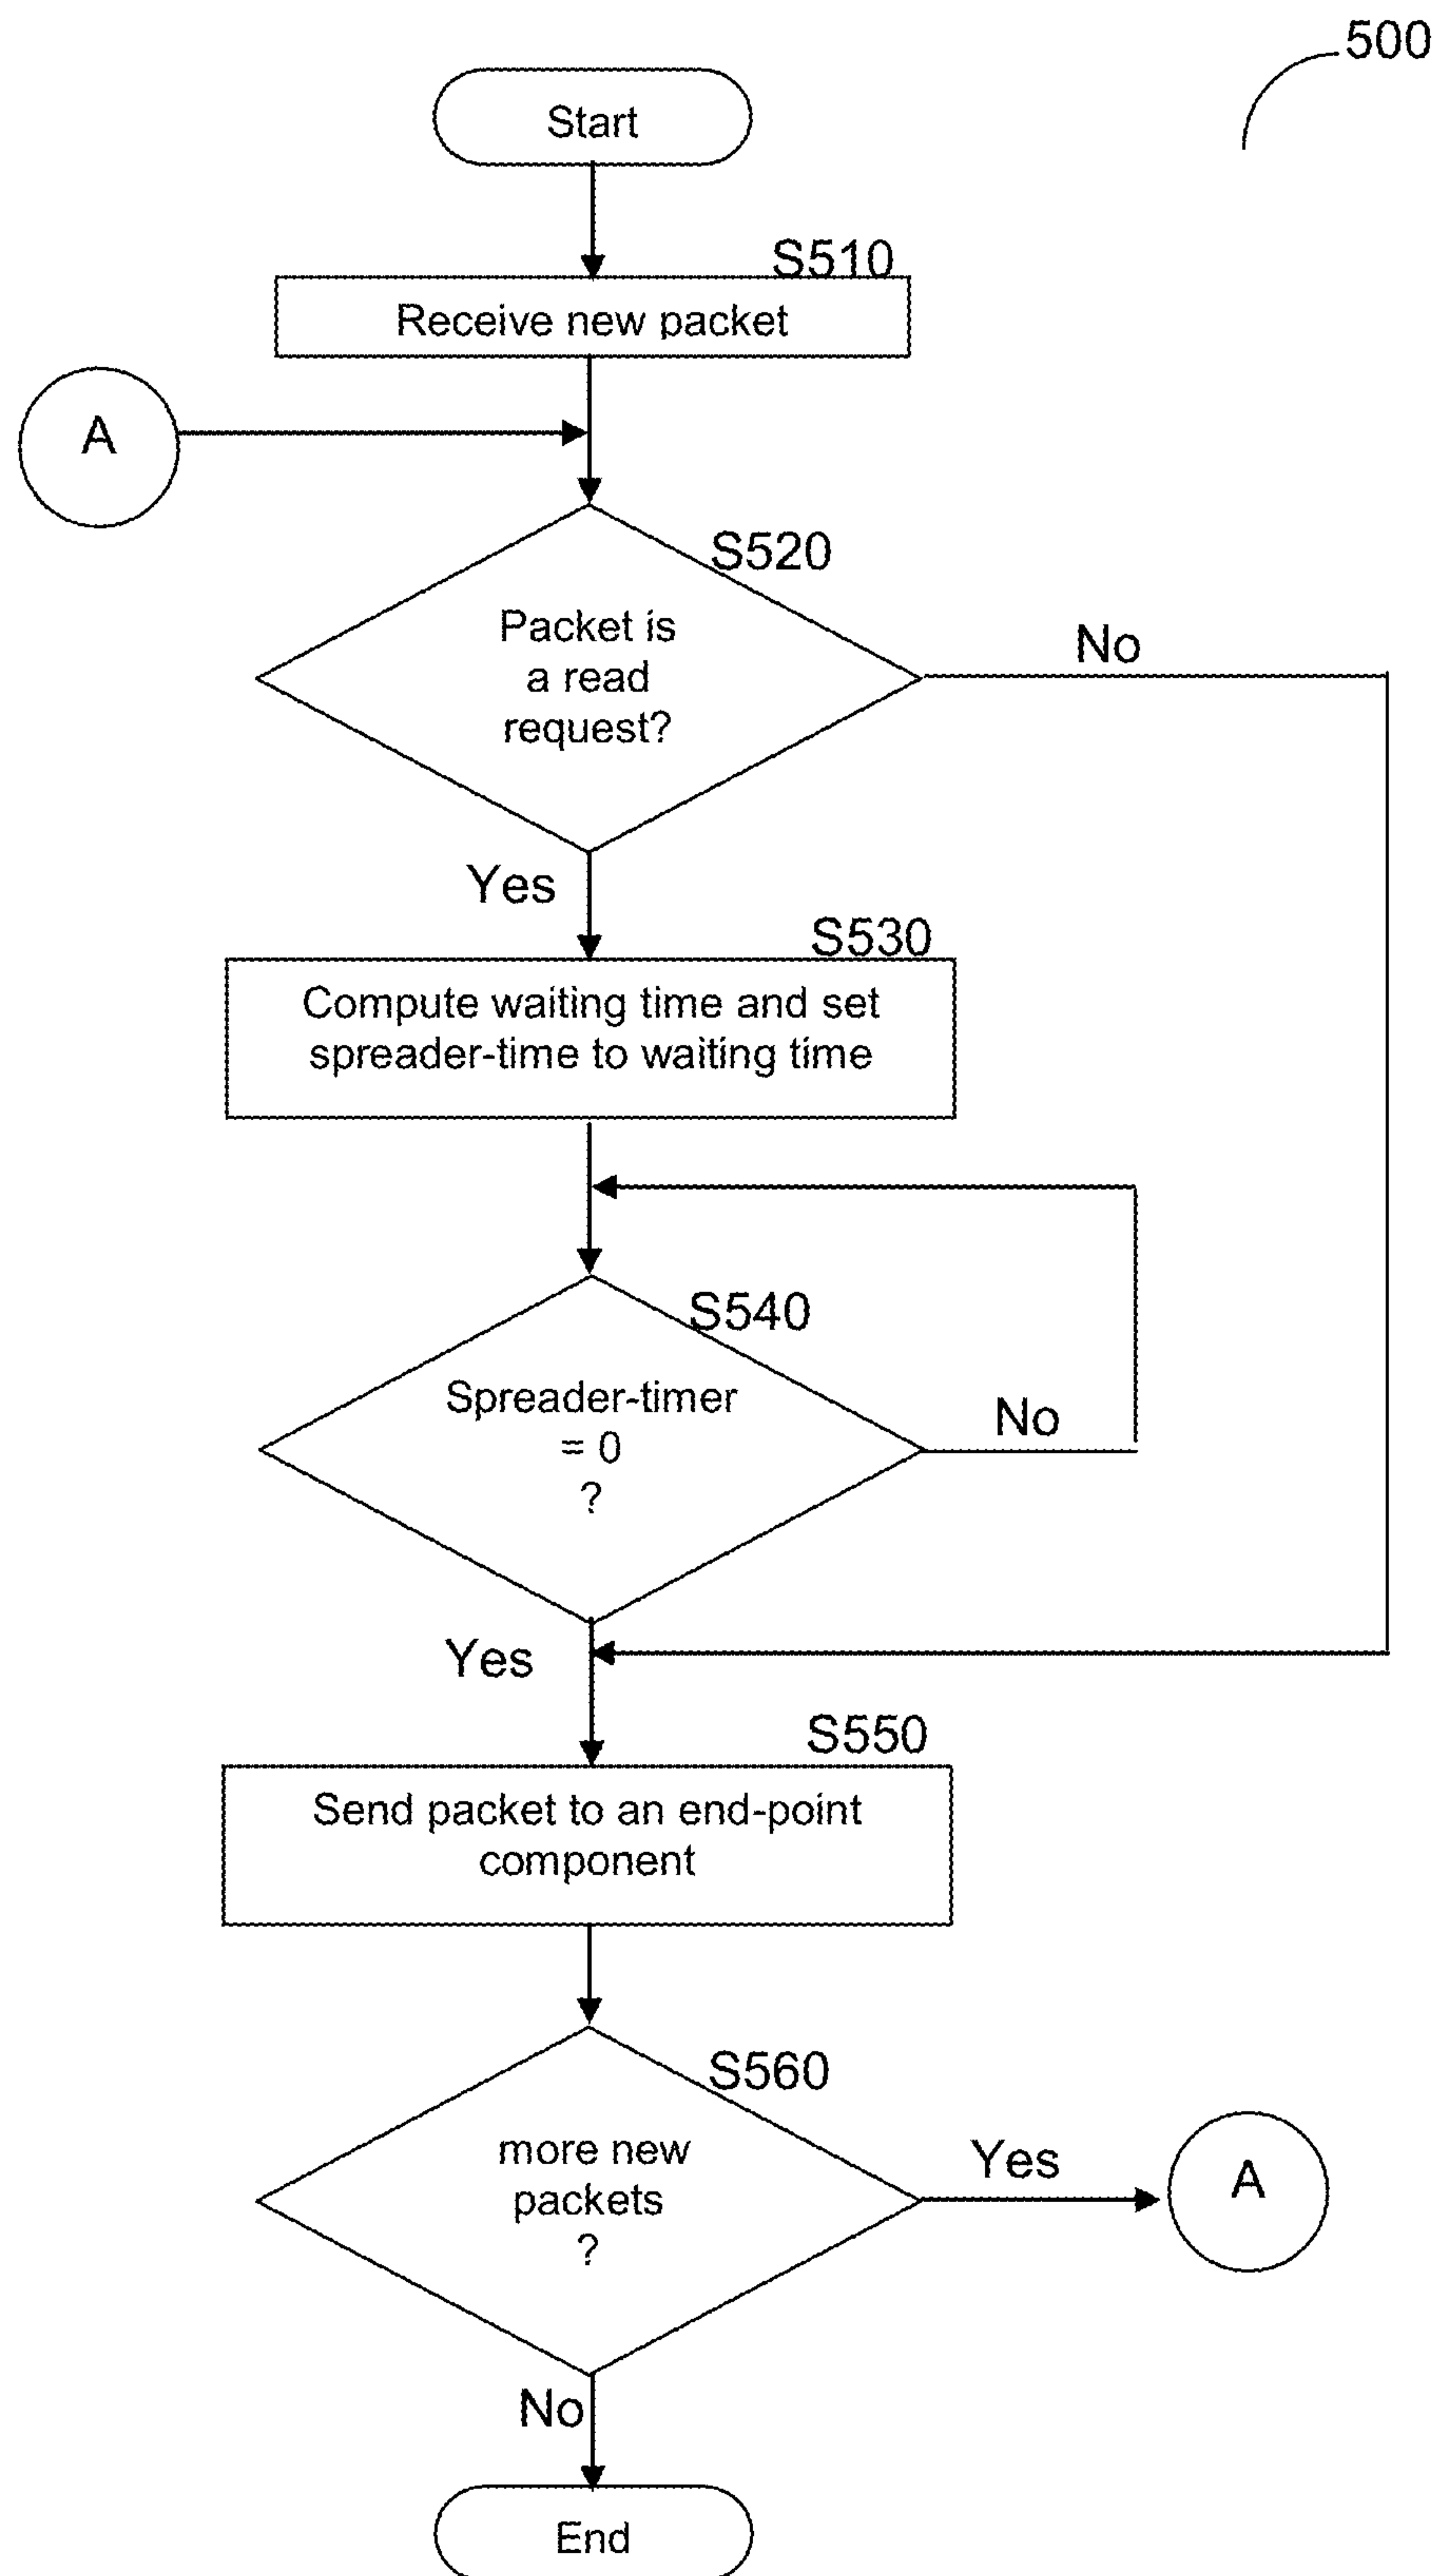 500
Start
S510
Receive new packet
A
S520
Packet is
a read
request?
No
Yes
S530
Compute waiting time and set
spreader-time to waiting time
S540
Spreader-timer
= 0
?
No
Yes
S550
Send packet to an end-point
component
S560
more new
packets
?
Yes
A
No
End